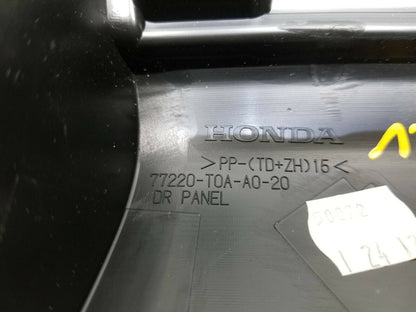 HONDA
>PP-(TD+ZH)15<
77220-T0A-A0-20
DR PANEL